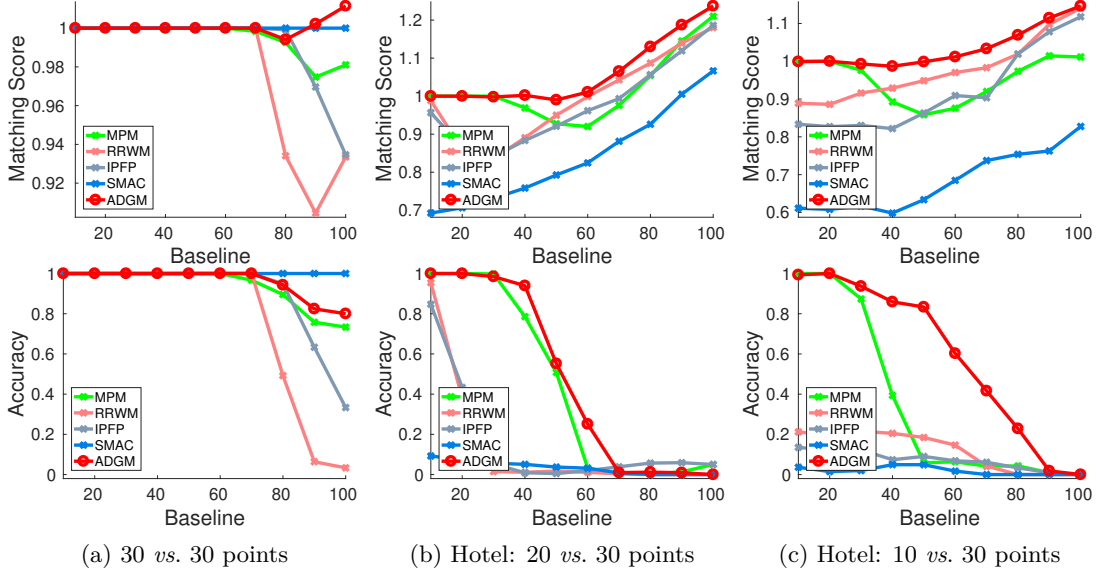 Matching Score
1
0.98
0.96
0.94
0.92
MPM
RRWM
IPFP
SMAC
ADGM
20 40 60 80 100
Baseline
Matching Score
1.2
1.1
1
0.9
0.8
0.7
MPM
RRWM
IPFP
SMAC
ADGM
20 40 60 80 100
Baseline
Matching Score
1.1
1
0.9
0.8
0.7
0.6
MPM
RRWM
IPFP
SMAC
ADGM
20 40 60 80 100
Baseline
Accuracy
1
0.8
0.6
0.4
0.2
0
MPM
RRWM
IPFP
SMAC
ADGM
20 40 60 80 100
Baseline
Accuracy
1
0.8
0.6
0.4
0.2
0
MPM
RRWM
IPFP
SMAC
ADGM
20 40 60 80 100
Baseline
Accuracy
1
0.8
0.6
0.4
0.2
0
MPM
RRWM
IPFP
SMAC
ADGM
20 40 60 80 100
Baseline
(a) 30 vs. 30 points
(b) Hotel: 20 vs. 30 points
(c) Hotel: 10 vs. 30 points